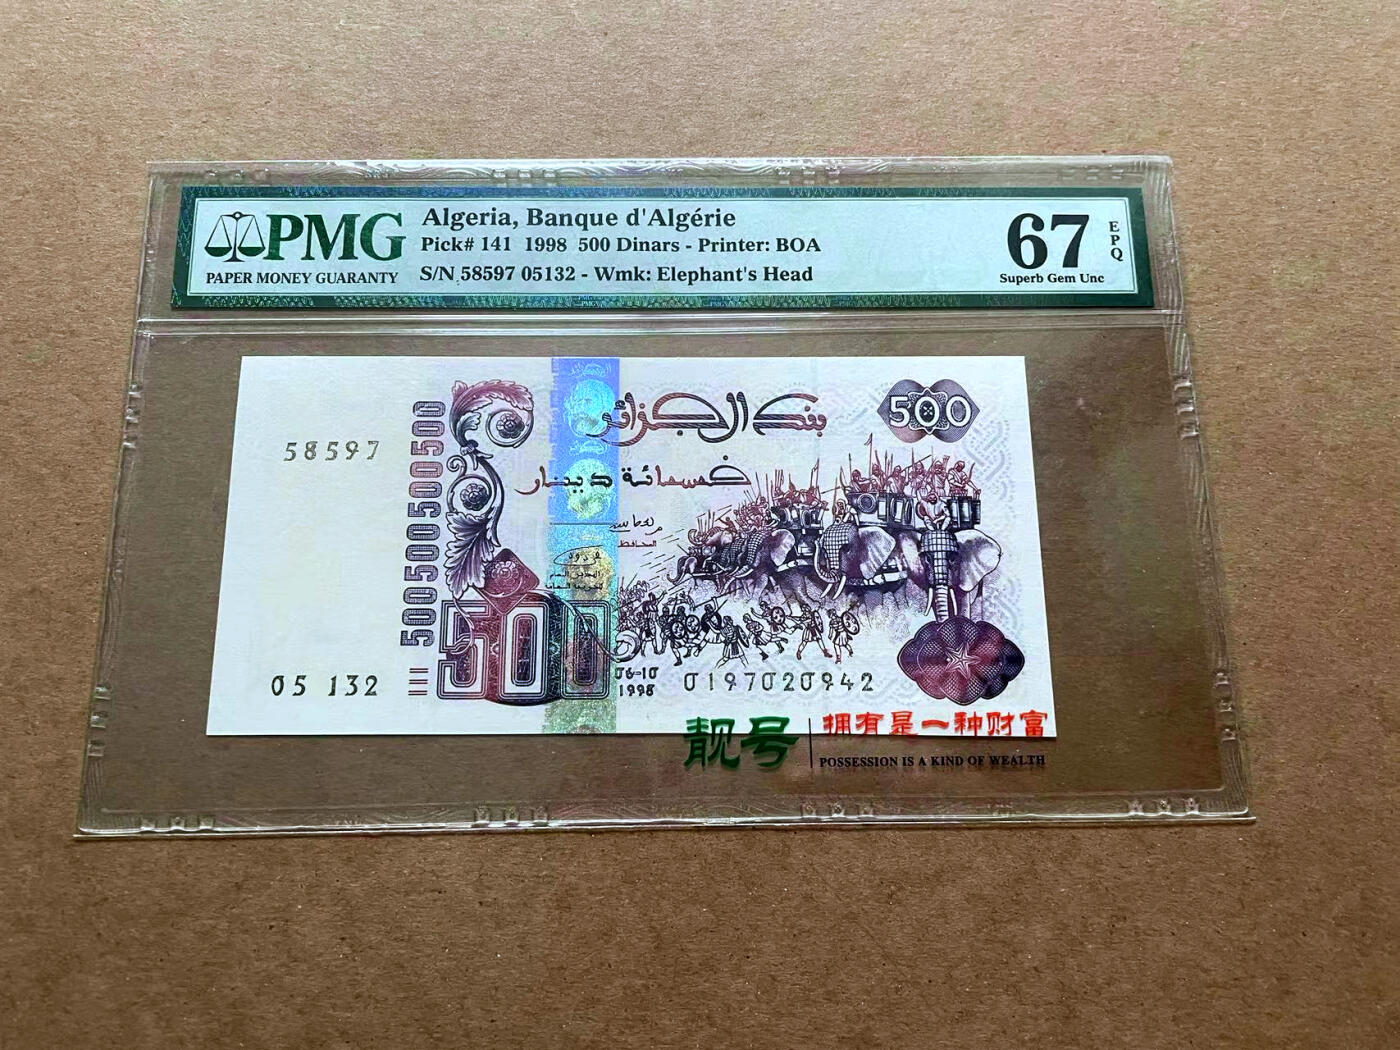 PMG
PAPER MONEY GUARANTY
Algeria, Banque d'Algérie
Pick# 141 1998 500 Dinars - Printer: BOA
S/N 58597 05132 - Wmk: Elephant's Head
67
EPQ
Superb Gem Unc
بنك الجزائر
500
58597
خمسمائة دينار
500500500500
المحافظ
500
05 132
06-10
1998
0197020942
靓号
拥有是一种财富
POSSESSION IS A KIND OF WEALTH